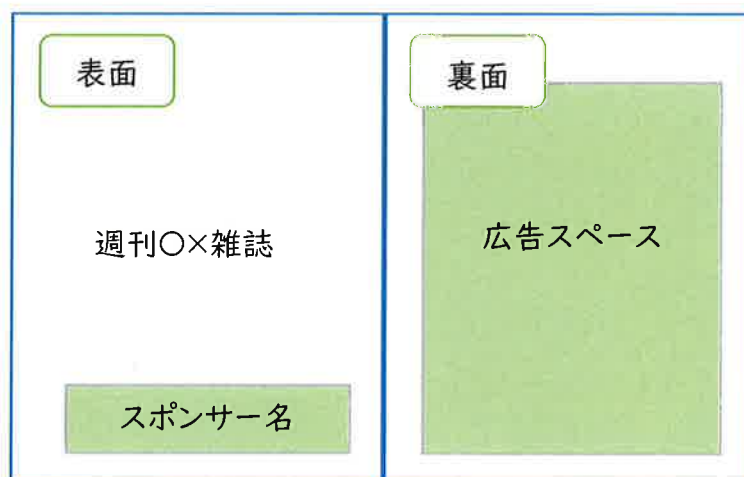 表面
週刊○×雑誌
スポンサー名
裏面
広告スペース